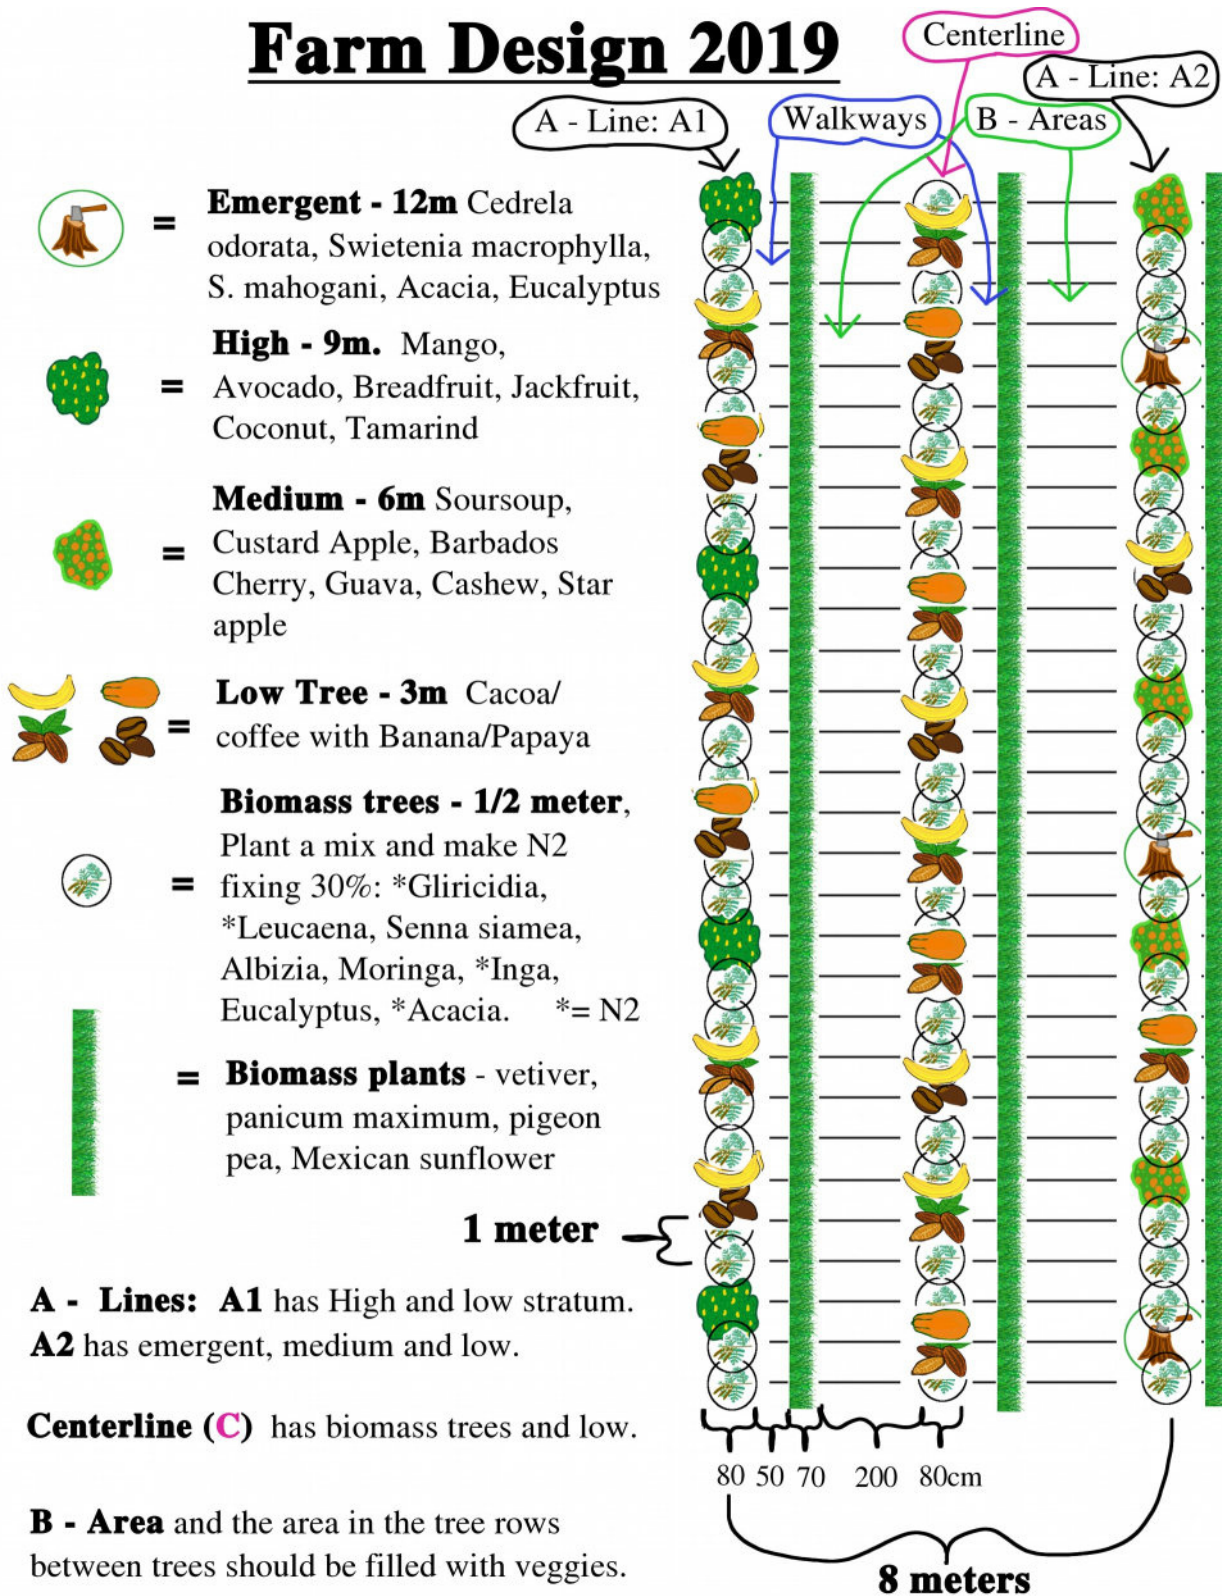 Farm Design 2019
Centerline
A - Line: A2
A - Line: A1
Walkways
B - Areas
= Emergent - 12m Cedrela
odorata, Swietenia macrophylla,
S. mahogani, Acacia, Eucalyptus
High - 9m. Mango,
= Avocado, Breadfruit, Jackfruit,
Coconut, Tamarind
Medium - 6m Soursoup,
= Custard Apple, Barbados
Cherry, Guava, Cashew, Star
apple
Low Tree - 3m Cacoa/
= coffee with Banana/Papaya
Biomass trees - 1/2 meter,
Plant a mix and make N2
= fixing 30%: *Gliricidia,
*Leucaena, Senna siamea,
Albizia, Moringa, *Inga,
Eucalyptus, *Acacia. *= N2
= Biomass plants - vetiver,
panicum maximum, pigeon
pea, Mexican sunflower
1 meter
A - Lines: A1 has High and low stratum.
A2 has emergent, medium and low.
Centerline (C) has biomass trees and low.
B - Area and the area in the tree rows
between trees should be filled with veggies.
80 50 70 200 80cm
8 meters